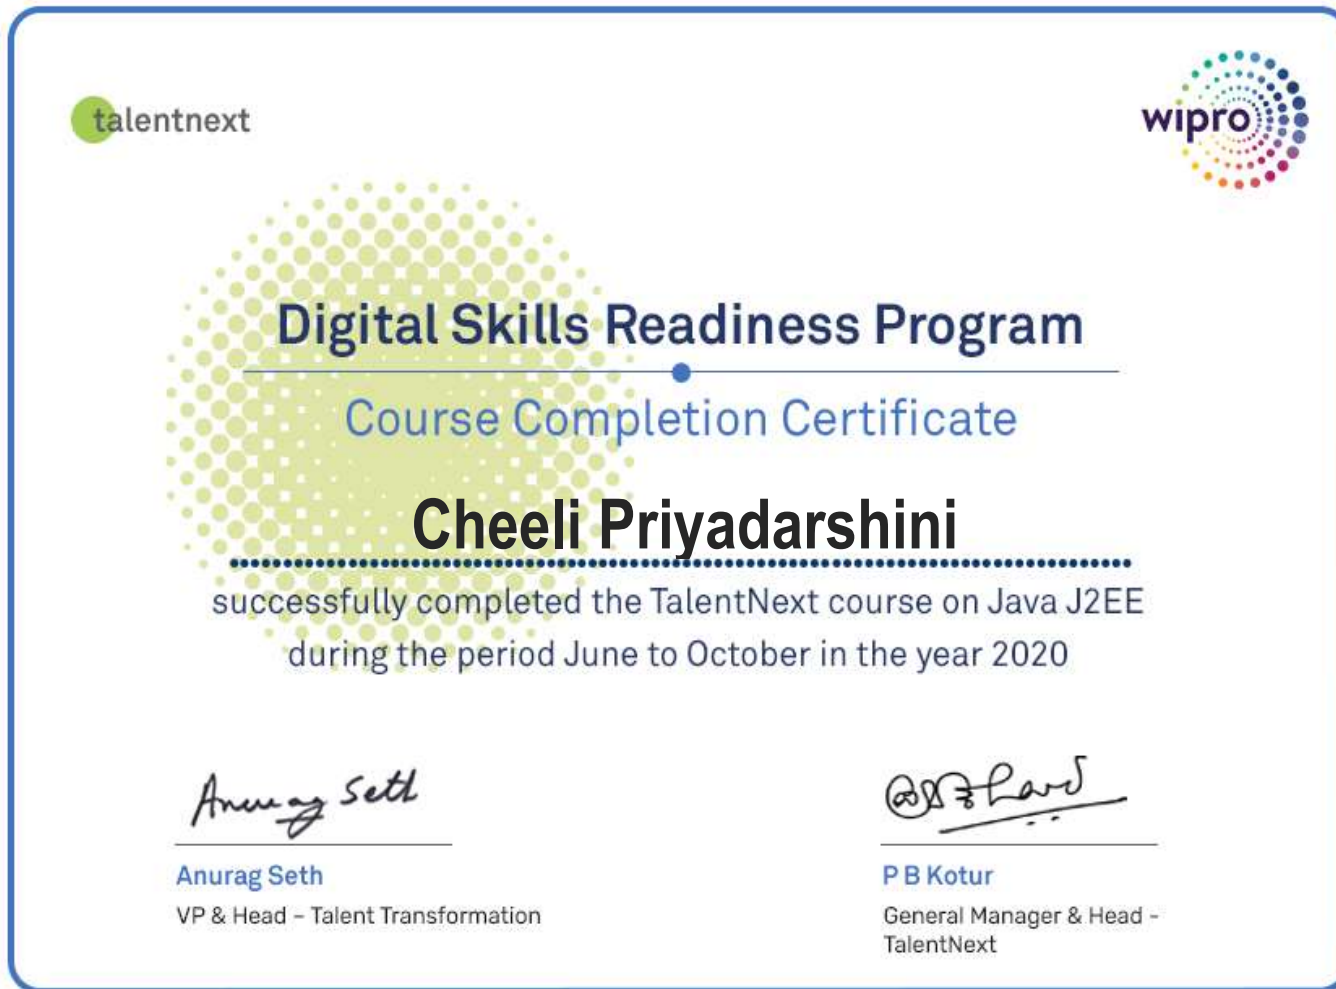 talentnext
wipro
Digital Skills Readiness Program
Course Completion Certificate
Cheeli Priyadarshini
successfully completed the TalentNext course on Java J2EE
during the period June to October in the year 2020
Anurag Seth
Anurag Seth
VP & Head – Talent Transformation
P B Kotur
General Manager & Head -
TalentNext